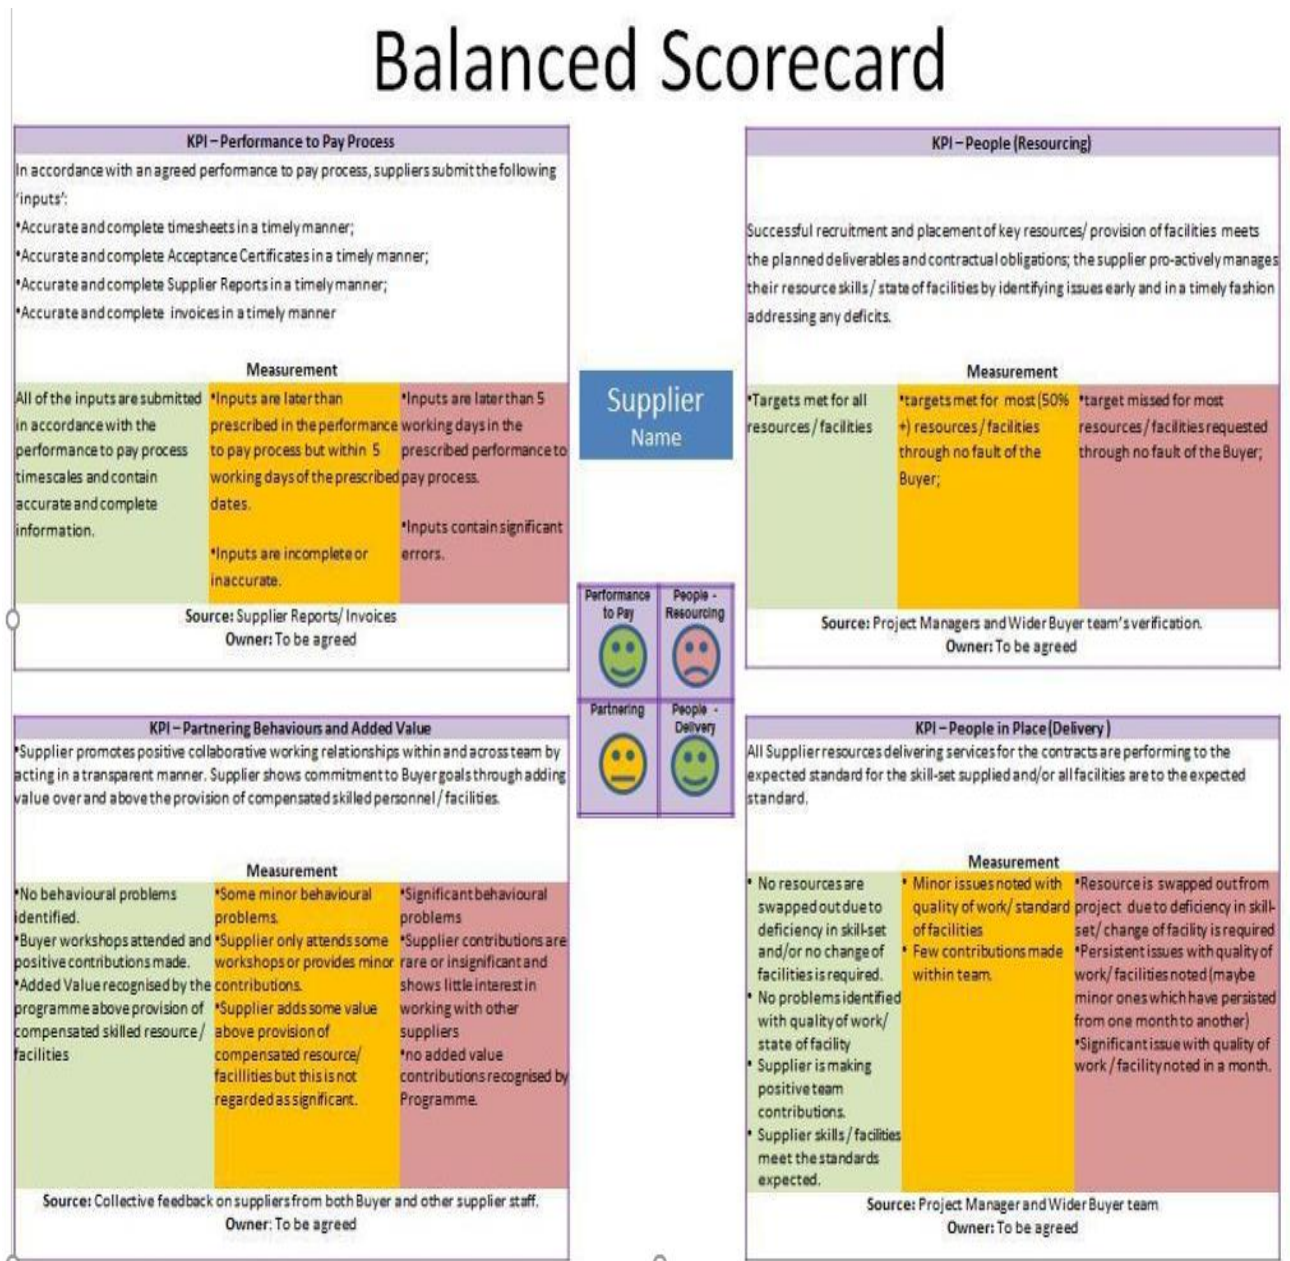 Balanced Scorecard
KPI – Performance to Pay Process
In accordance with an agreed performance to pay process, suppliers submit the following
'inputs':
•Accurate and complete timesheets in a timely manner;
•Accurate and complete Acceptance Certificates in a timely manner;
•Accurate and complete Supplier Reports in a timely manner;
•Accurate and complete invoices in a timely manner
Measurement
All of the inputs are submitted
in accordance with the
performance to pay process
timescales and contain
accurate and complete
information.
•Inputs are later than
prescribed in the performance
to pay process but within 5
working days of the prescribed
dates.
•Inputs are incomplete or
inaccurate.
•Inputs are later than 5
working days in the
prescribed performance to
pay process.
•Inputs contain significant
errors.
Source: Supplier Reports/ Invoices
Owner: To be agreed
KPI – People (Resourcing)
Successful recruitment and placement of key resources/ provision of facilities meets
the planned deliverables and contractual obligations; the supplier pro-actively manages
their resource skills/ state of facilities by identifying issues early and in a timely fashion
addressing any deficits.
Measurement
•Targets met for all
resources/ facilities
•targets met for most (50%
+) resources/ facilities
through no fault of the
Buyer;
•target missed for most
resources/ facilities requested
through no fault of the Buyer;
Source: Project Managers and Wider Buyer team's verification.
Owner: To be agreed
Supplier
Name
Performance
to Pay
People -
Resourcing
Partnering
People -
Delivery
KPI – Partnering Behaviours and Added Value
•Supplier promotes positive collaborative working relationships within and across team by
acting in a transparent manner. Supplier shows commitment to Buyer goals through adding
value over and above the provision of compensated skilled personnel/ facilities.
Measurement
•No behavioural problems
identified.
•Buyer workshops attended and
positive contributions made.
•Added Value recognised by the
programme above provision of
compensated skilled resource/
facilities
•Some minor behavioural
problems.
•Supplier only attends some
workshops or provides minor
contributions.
•Supplier adds some value
above provision of
compensated resource/
facillities but this is not
regarded as significant.
•Significant behavioural
problems
•Supplier contributions are
rare or insignificant and
shows little interest in
working with other
suppliers
•no added value
contributions recognised by
Programme.
Source: Collective feedback on suppliers from both Buyer and other supplier staff.
Owner: To be agreed
KPI – People in Place (Delivery )
All Supplier resources delivering services for the contracts are performing to the
expected standard for the skill-set supplied and/or all facilities are to the expected
standard.
Measurement
• No resources are
swapped out due to
deficiency in skill-set
and/or no change of
facilities is required.
• No problems identified
with quality of work/
state of facility
• Supplier is making
positive team
contributions.
• Supplier skills / facilities
meet the standards
expected.
• Minor issues noted with
quality of work/ standard
of facilities
• Few contributions made
within team.
•Resource is swapped out from
project due to deficiency in skill-
set/ change of facility is required
•Persistent issues with quality of
work/ facilities noted (maybe
minor ones which have persisted
from one month to another)
•Significant issue with quality of
work / facility noted in a month.
Source: Project Manager and Wider Buyer team
Owner: To be agreed